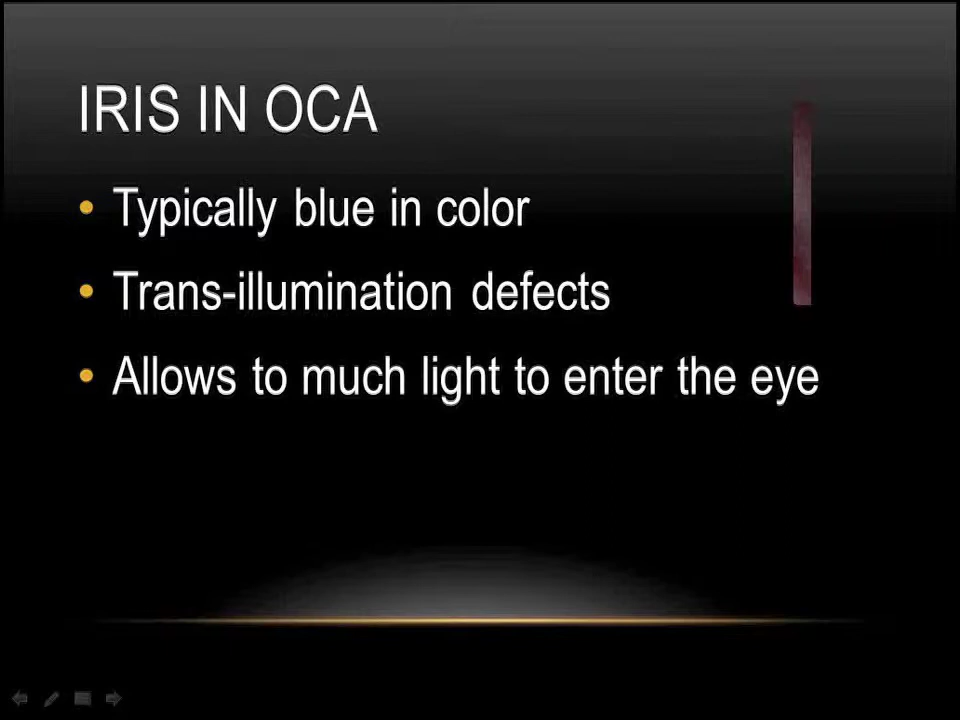 IRIS IN OCA
• Typically blue in color
• Trans-illumination defects
• Allows to much light to enter the eye